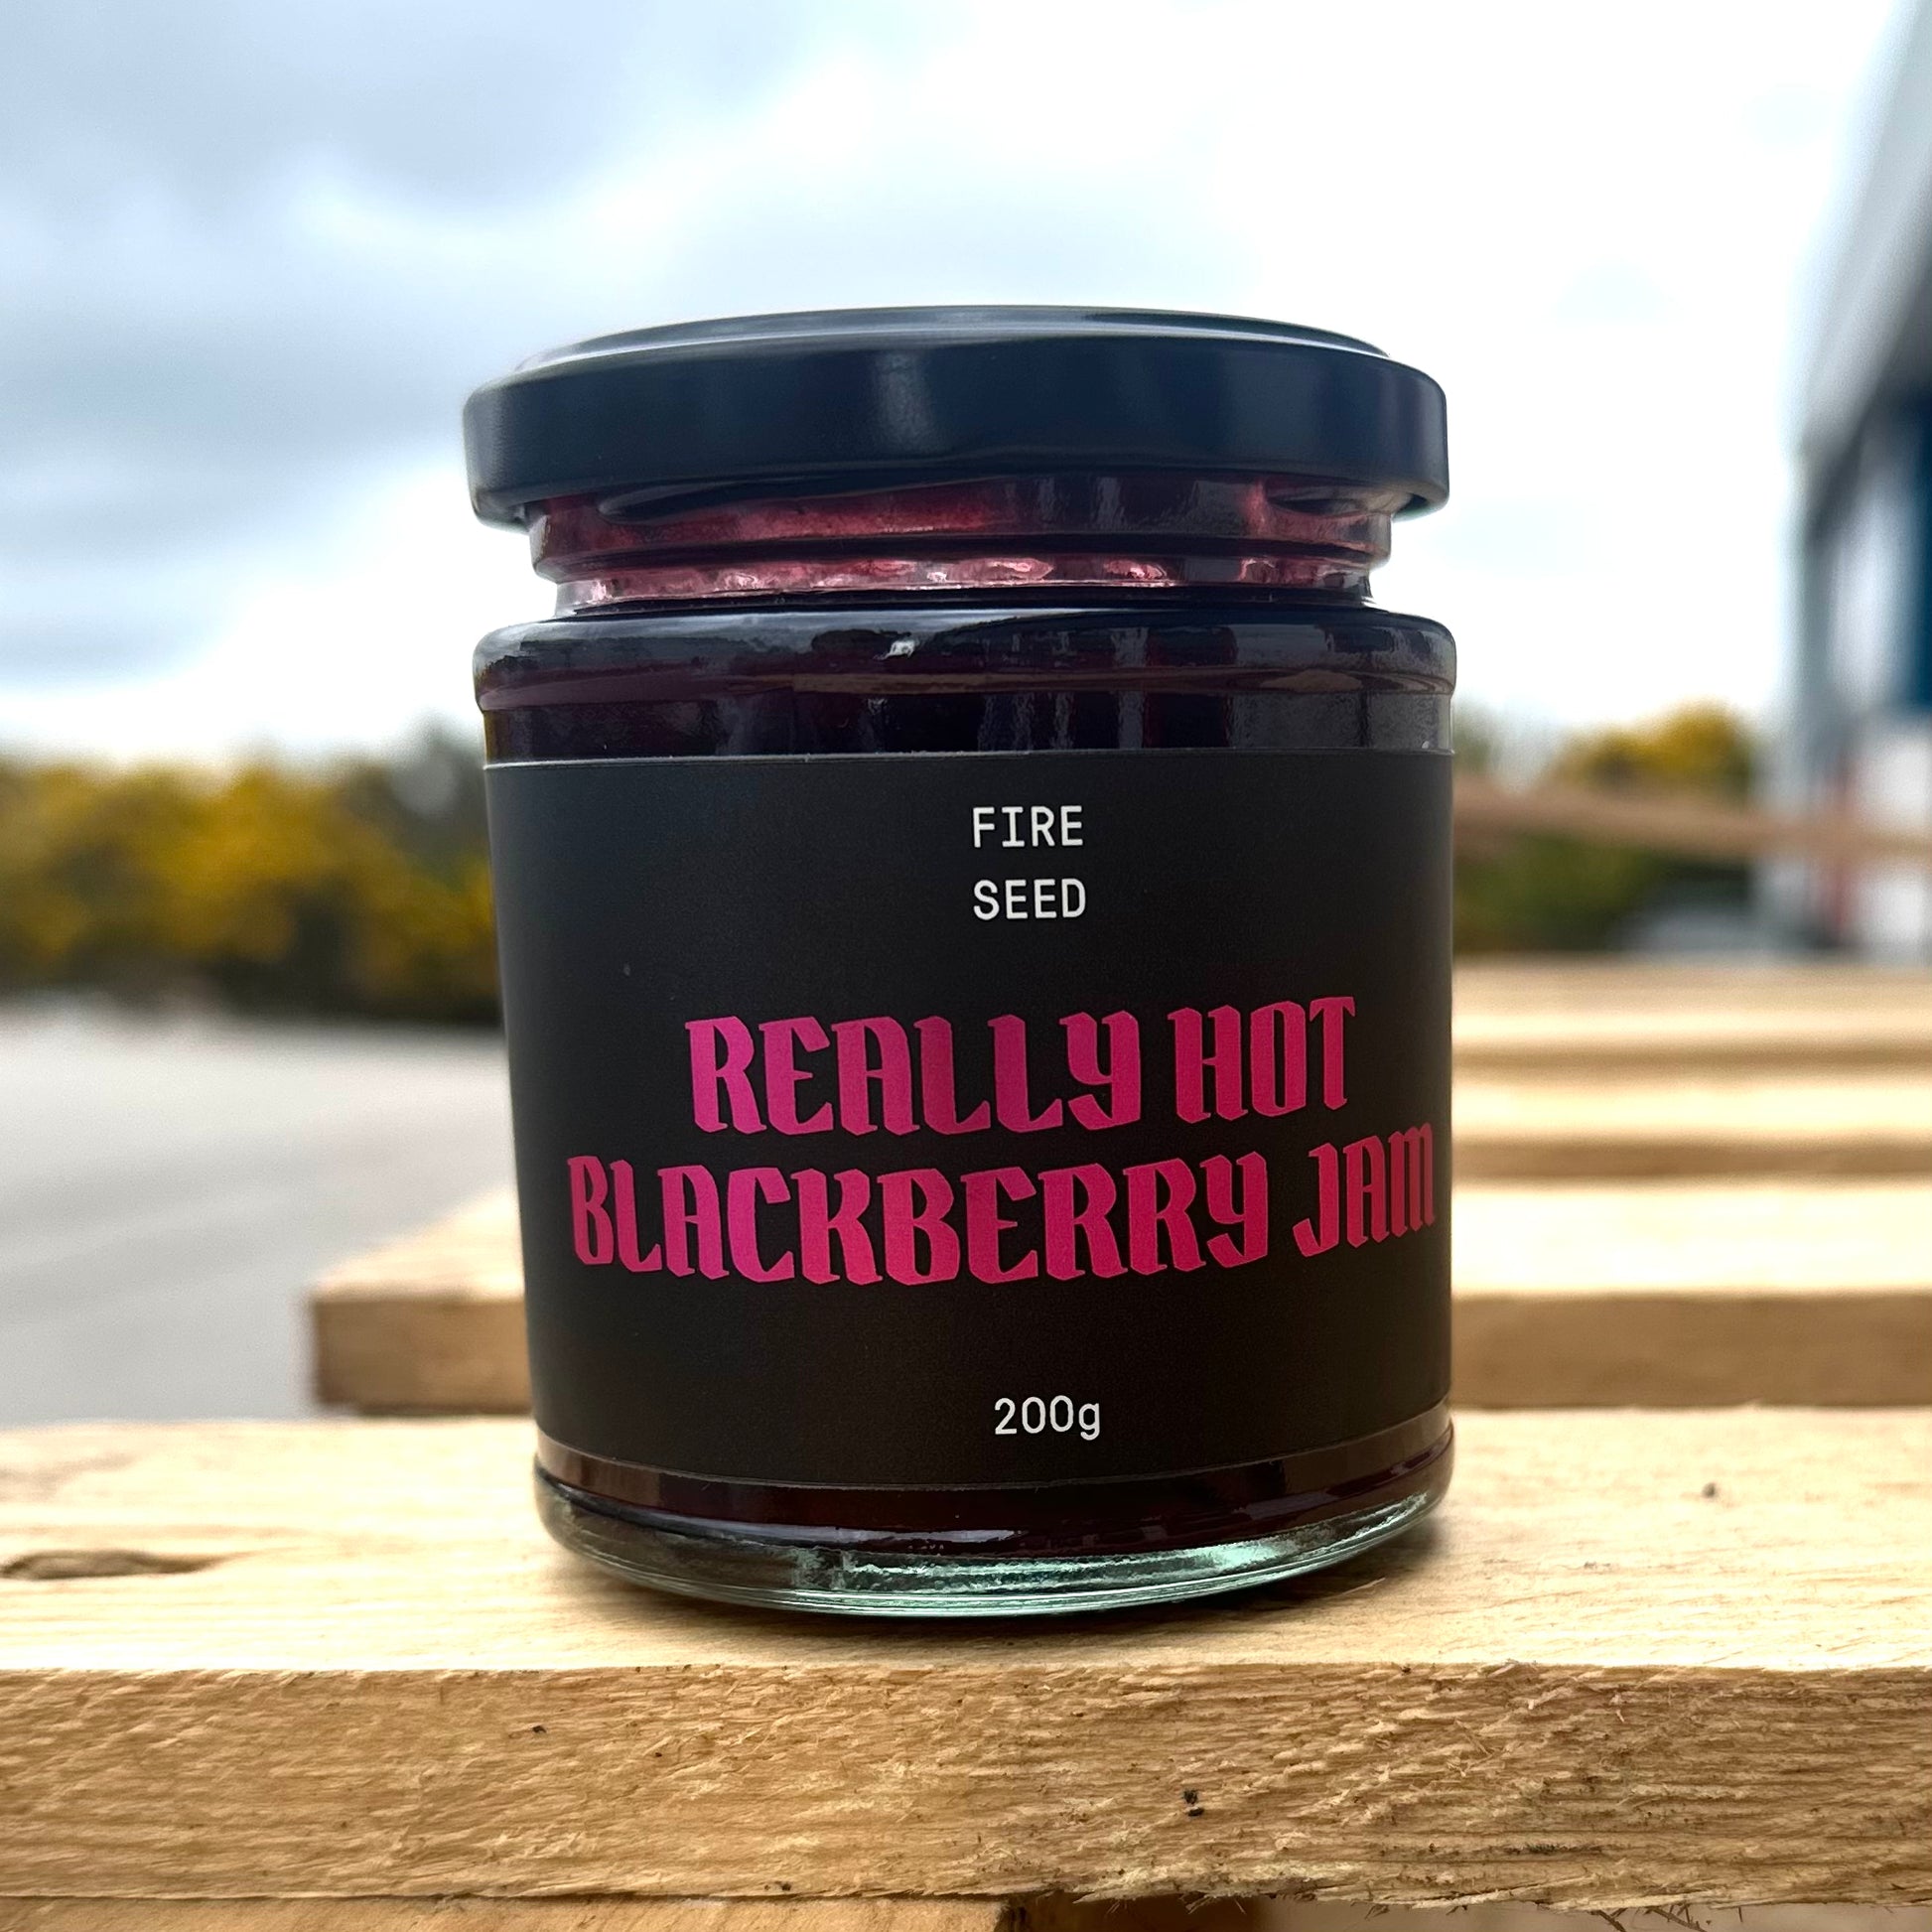 FIRE
SEED
REALLY HOT
BLACKBERRY JAM
200g